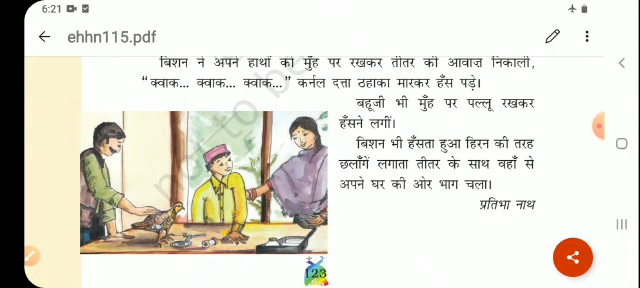 6:21
ehhn115.pdf
बिशन ने अपने हाथों को मुँह पर रखकर तीतर की आवाज़ निकाली,
“क्वाक... क्वाक... क्वाक...” कर्नल दत्ता ठहाका मारकर हँस पड़े।
बहूजी भी मुँह पर पल्लू रखकर
हँसने लगीं।
बिशन भी हँसता हुआ हिरन की तरह
छलाँगें लगाता तीतर के साथ वहाँ से
अपने घर की ओर भाग चला।
प्रतिभा नाथ
123